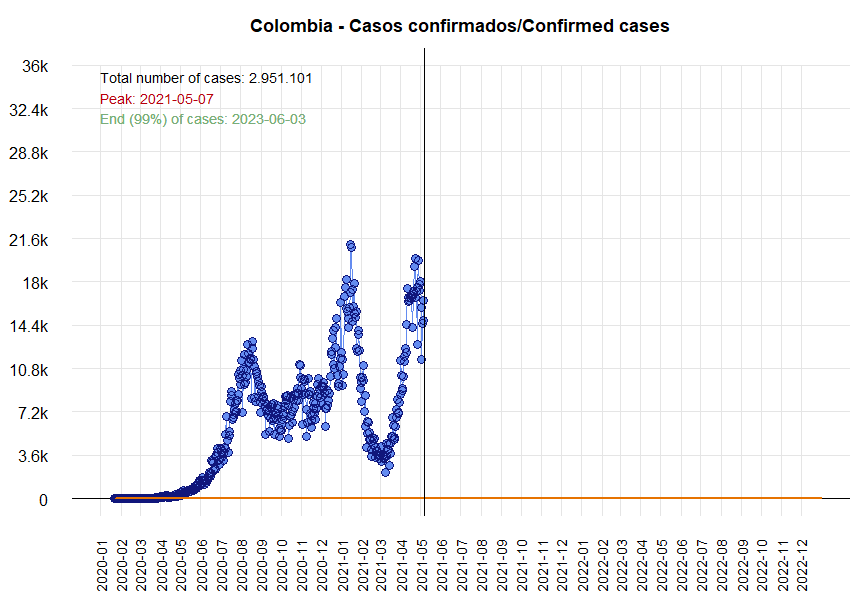 Colombia - Casos confirmados/Confirmed cases
Total number of cases: 2.951.101
Peak: 2021-05-07
End (99%) of cases: 2023-06-03
36k
32.4k
28.8k
25.2k
21.6k
18k
14.4k
10.8k
7.2k
3.6k
0
2020-01
2020-02
2020-03
2020-04
2020-05
2020-06
2020-07
2020-08
2020-09
2020-10
2020-11
2020-12
2021-01
2021-02
2021-03
2021-04
2021-05
2021-06
2021-07
2021-08
2021-09
2021-10
2021-11
2021-12
2022-01
2022-02
2022-03
2022-04
2022-05
2022-06
2022-07
2022-08
2022-09
2022-10
2022-11
2022-12